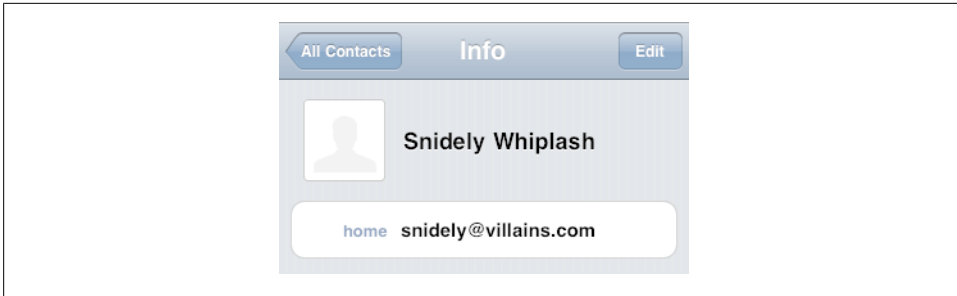 All Contacts Info Edit
Snidely Whiplash
home snidely@villains.com